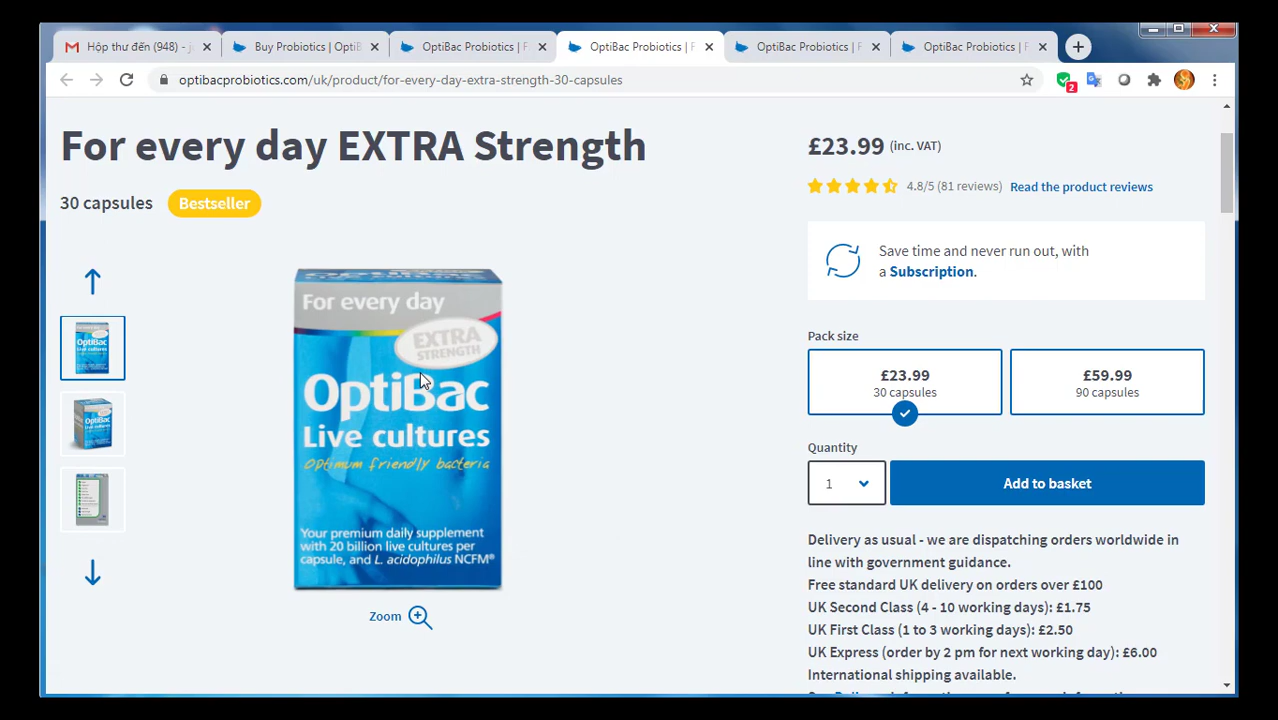 Hộp thư đến (948) - j
Buy Probiotics | Opti
OptiBac Probiotics | F
OptiBac Probiotics | F
OptiBac Probiotics | F
OptiBac Probiotics | F
optibacprobiotics.com/uk/product/for-every-day-extra-strength-30-capsules
2
For every day EXTRA Strength
30 capsules
Bestseller
For every day
EXTRA
STRENGTH
OptiBac
Live cultures
Optimum friendly bacteria
Your premium daily supplement
with 20 billion live cultures per
capsule, and L. acidophilus NCFM®
Zoom
£23.99 (inc. VAT)
4.8/5 (81 reviews) Read the product reviews
Save time and never run out, with
a Subscription.
Pack size
£23.99
30 capsules
£59.99
90 capsules
Quantity
1
Add to basket
Delivery as usual - we are dispatching orders worldwide in
line with government guidance.
Free standard UK delivery on orders over £100
UK Second Class (4 - 10 working days): £1.75
UK First Class (1 to 3 working days): £2.50
UK Express (order by 2 pm for next working day): £6.00
International shipping available.